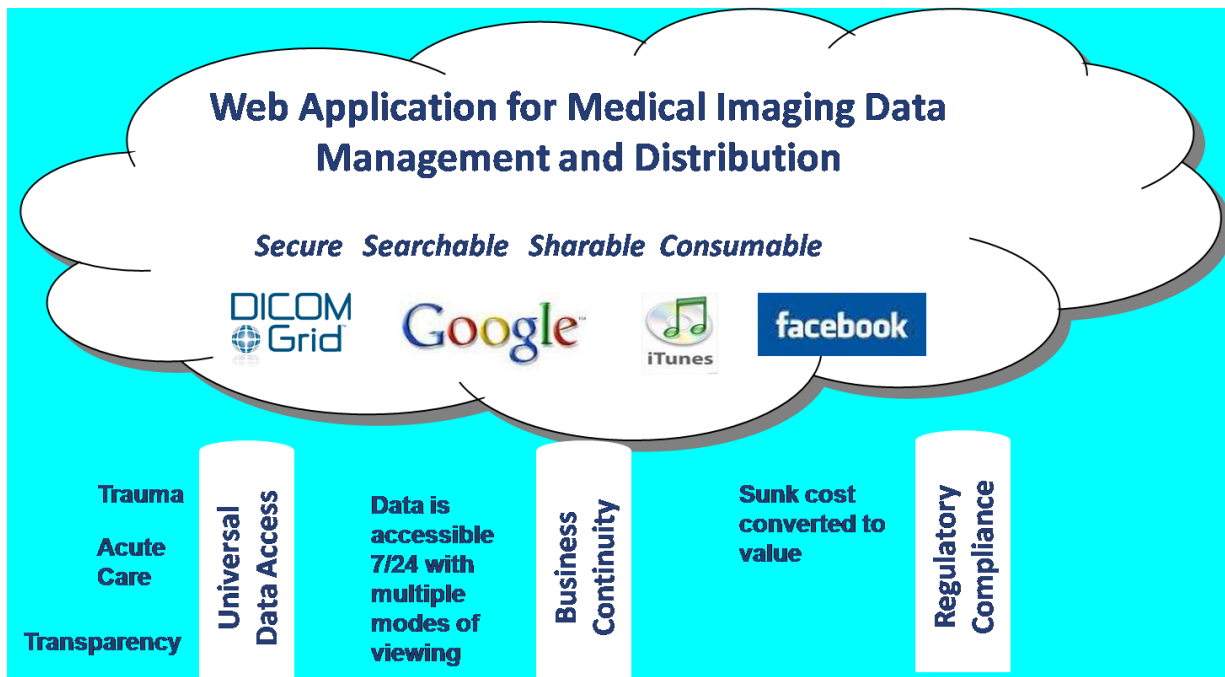 Web Application for Medical Imaging Data
Management and Distribution
Secure Searchable Sharable Consumable
DICOM
Grid™
Google™
iTunes
facebook
Trauma
Acute
Care
Transparency
Universal
Data Access
Data is
accessible
7/24 with
multiple
modes of
viewing
Business
Continuity
Sunk cost
converted to
value
Regulatory
Compliance